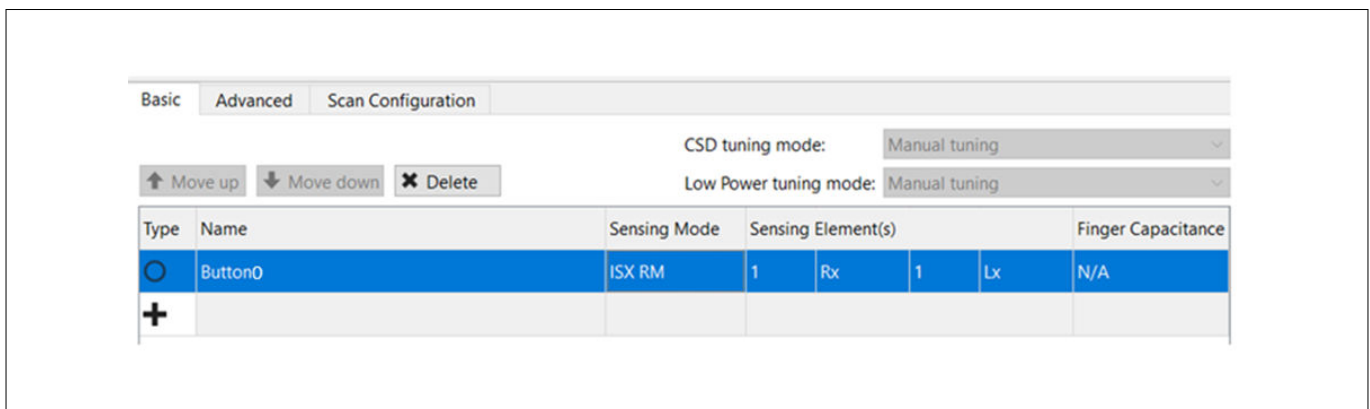 Basic Advanced Scan Configuration
CSD tuning mode: Manual tuning
Move up Move down Delete Low Power tuning mode: Manual tuning
Type Name Sensing Mode Sensing Element(s) Finger Capacitance
Button0 ISX RM 1 Rx 1 Lx N/A